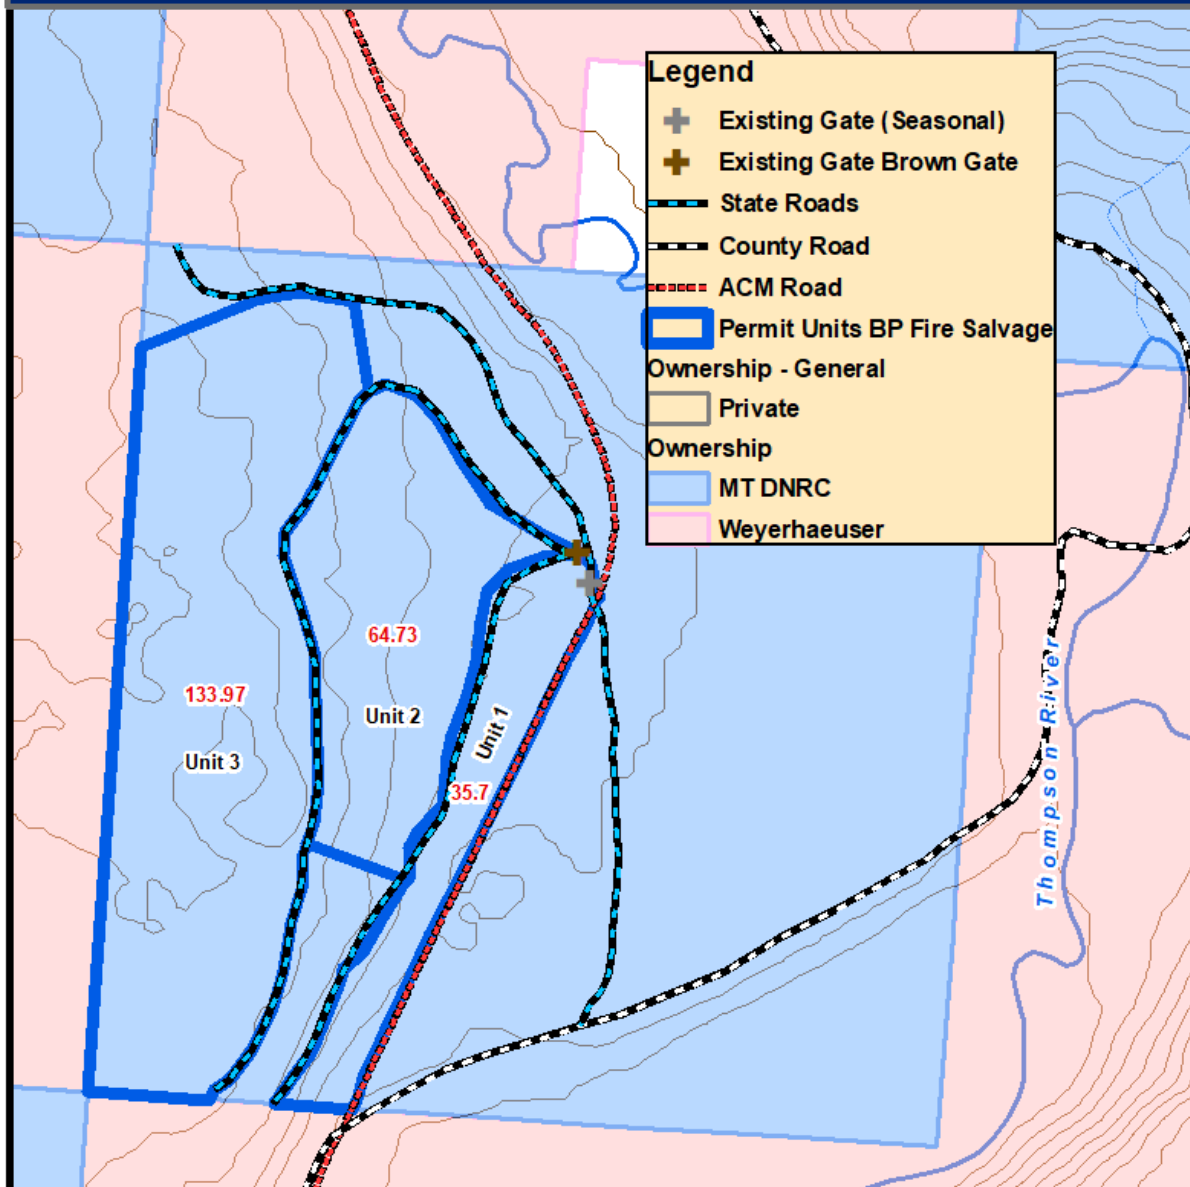 Legend
Existing Gate (Seasonal)
Existing Gate Brown Gate
State Roads
County Road
ACM Road
Permit Units BP Fire Salvage
Ownership - General
Private
Ownership
MT DNRC
Weyerhaeuser
64.73
133.97
Unit 2
Unit 1
Unit 3
35.7
Thompson River